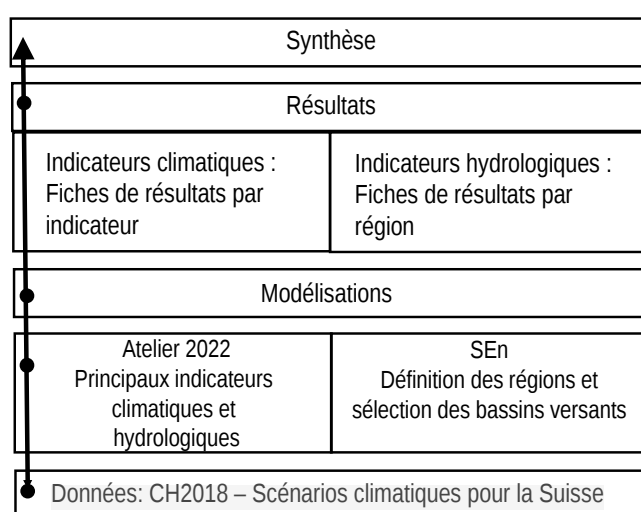 Synthèse
Résultats
Indicateurs climatiques :
Fiches de résultats par
indicateur
Indicateurs hydrologiques :
Fiches de résultats par
région
Modélisations
Atelier 2022
Principaux indicateurs
climatiques et
hydrologiques
SEn
Définition des régions et
sélection des bassins versants
Données: CH2018 – Scénarios climatiques pour la Suisse